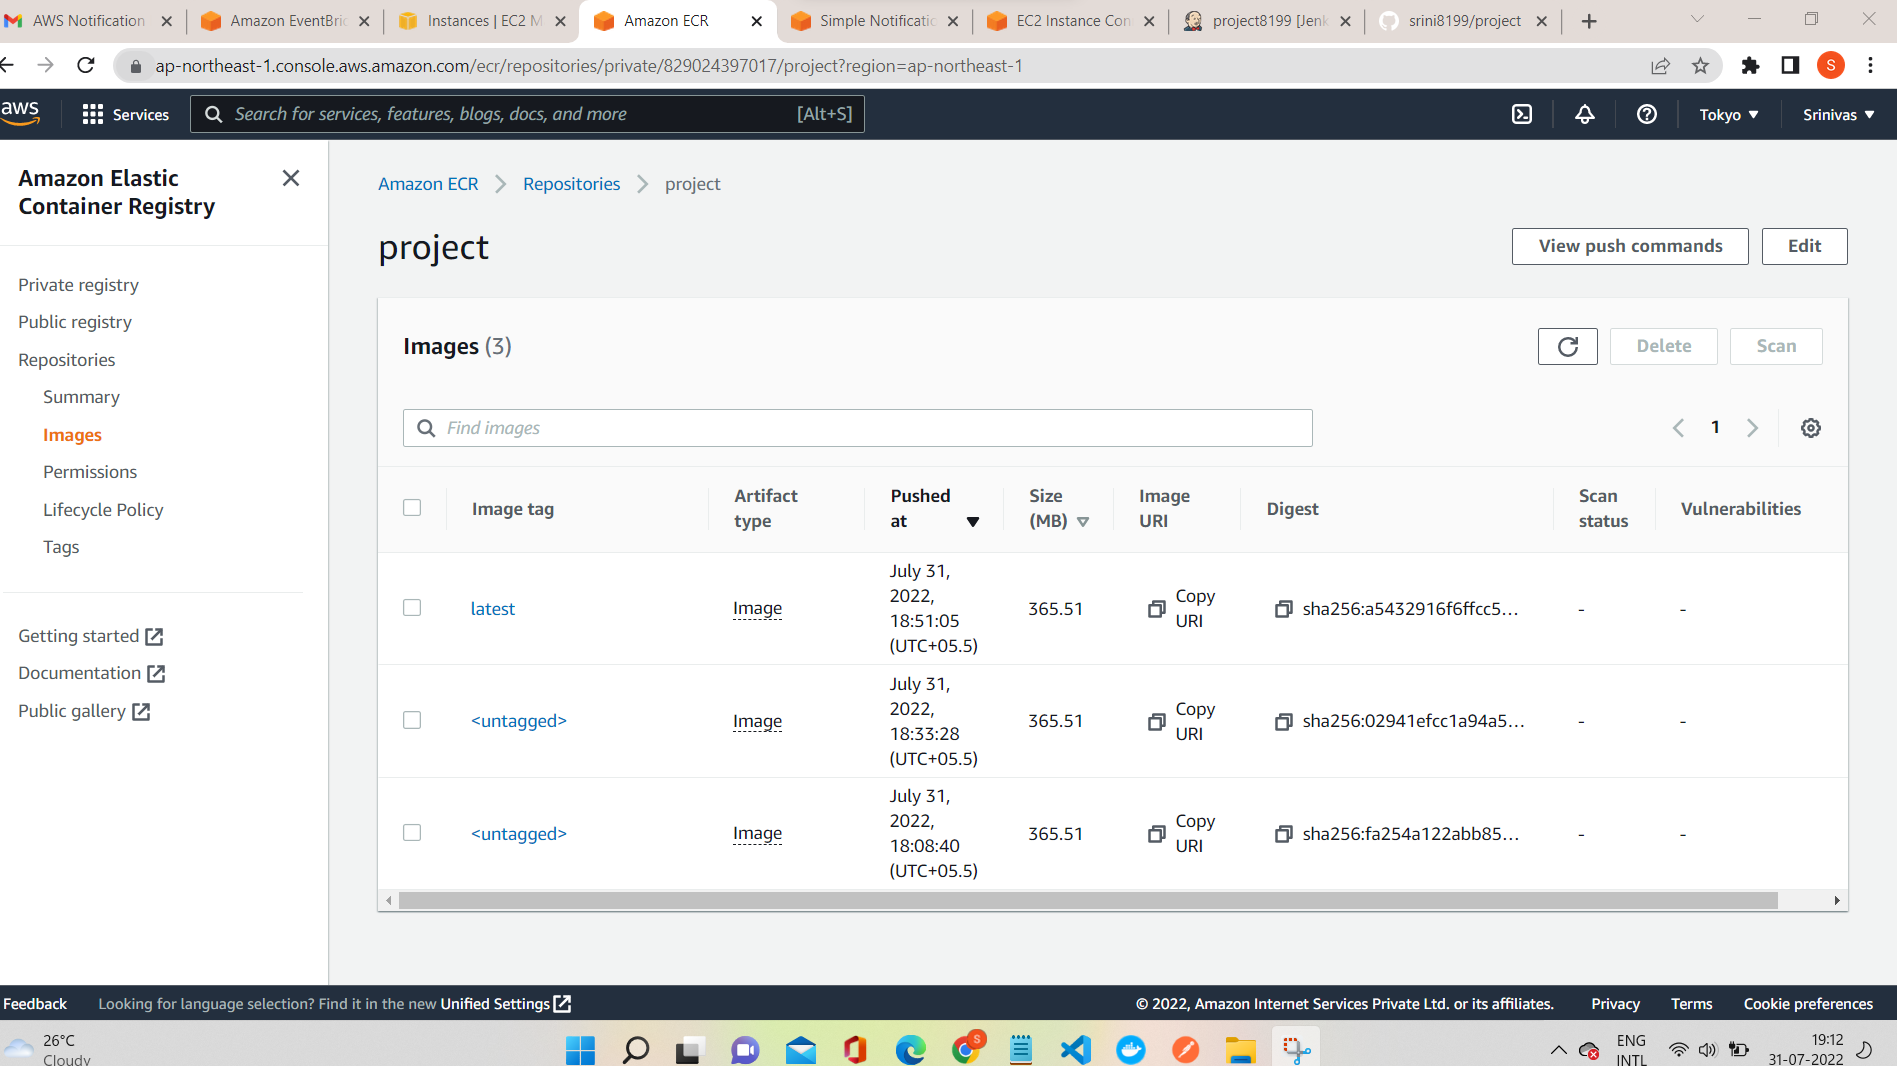 AWS Notification
Amazon EventBri
Instances | EC2 M
Amazon ECR
Simple Notificatio
EC2 Instance Con
project8199 [Jenk
srini8199/project
ap-northeast-1.console.aws.amazon.com/ecr/repositories/private/829024397017/project?region=ap-northeast-1
S
aws
Services
Search for services, features, blogs, docs, and more
[Alt+S]
Tokyo
Srinivas
Amazon Elastic
Container Registry
Private registry
Public registry
Repositories
Summary
Images
Permissions
Lifecycle Policy
Tags
Getting started
Documentation
Public gallery
Amazon ECR
Repositories
project
project
View push commands
Edit
Images (3)
Delete
Scan
Find images
1
Image tag
Artifact
type
Pushed
at
Size
(MB)
Image
URI
Digest
Scan
status
Vulnerabilities
latest
Image
July 31,
2022,
18:51:05
(UTC+05.5)
365.51
Copy
URI
sha256:a5432916f6ffcc5...
-
-
<untagged>
Image
July 31,
2022,
18:33:28
(UTC+05.5)
365.51
Copy
URI
sha256:02941efcc1a94a5...
-
-
<untagged>
Image
July 31,
2022,
18:08:40
(UTC+05.5)
365.51
Copy
URI
sha256:fa254a122abb85...
-
-
Feedback
Looking for language selection? Find it in the new Unified Settings
© 2022, Amazon Internet Services Private Ltd. or its affiliates.
Privacy
Terms
Cookie preferences
26°C
Cloudy
S
ENG
INTL
19:12
31-07-2022